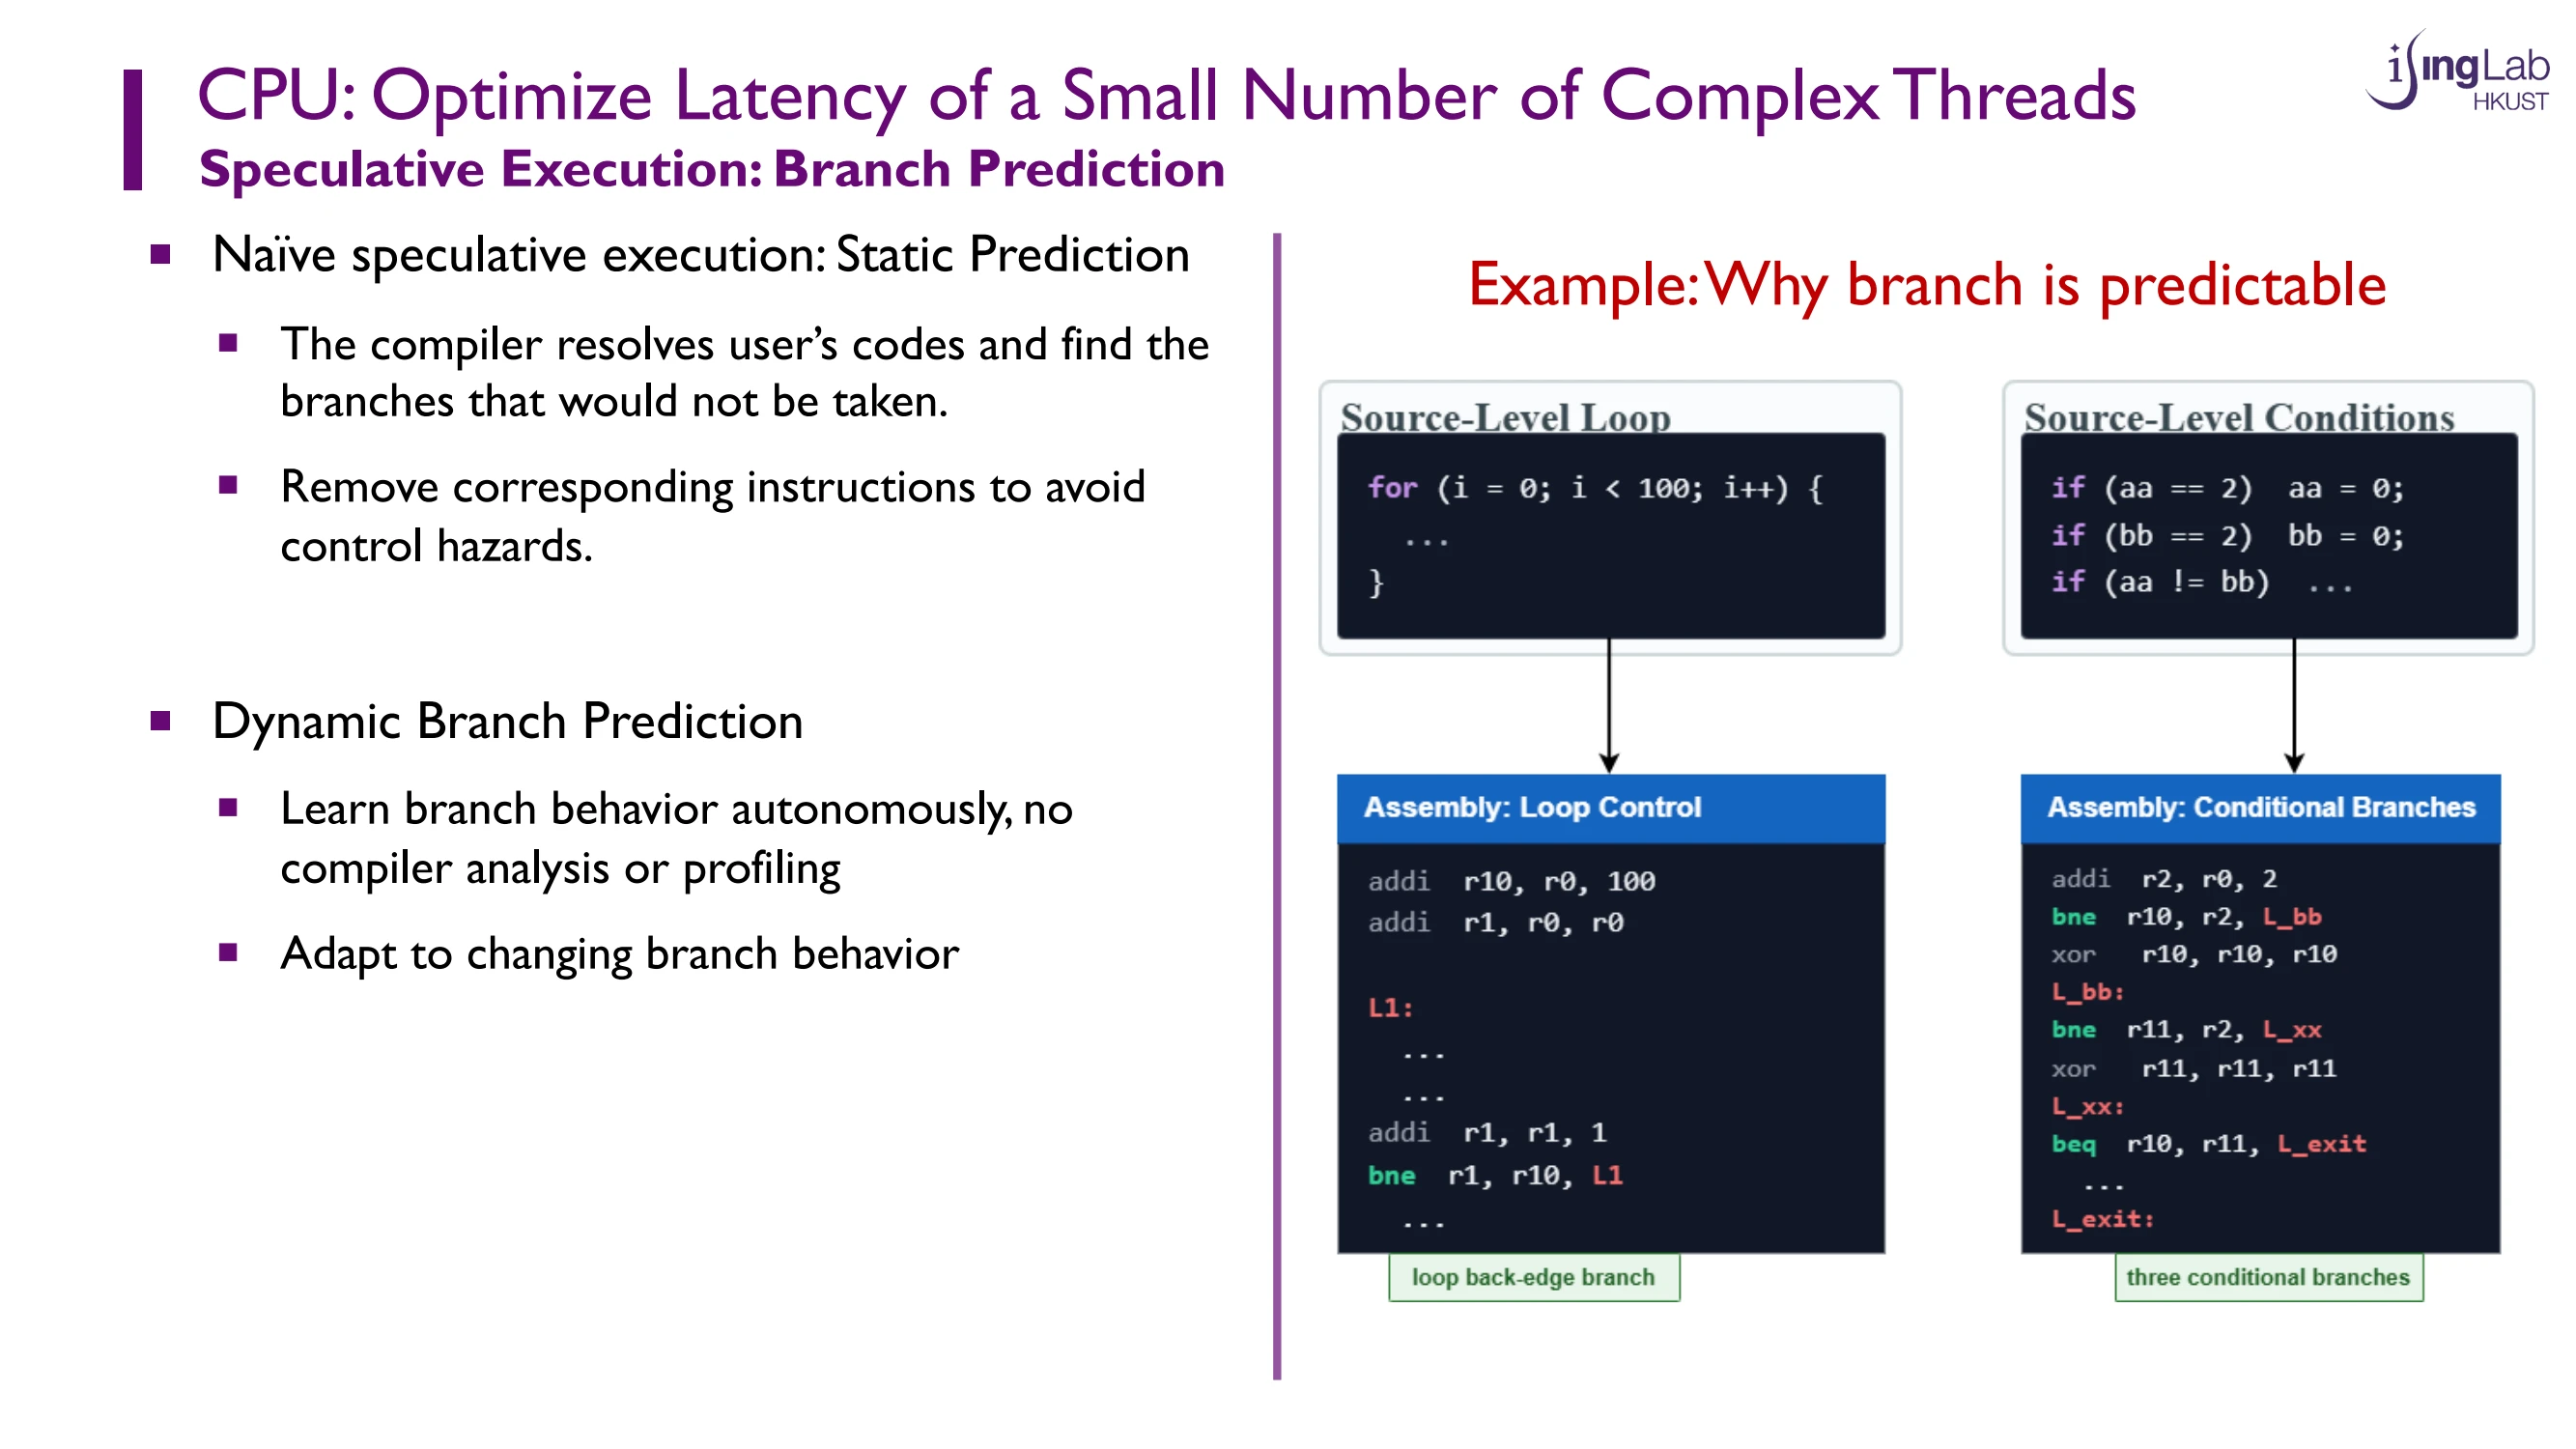 CPU: Optimize Latency of a Small Number of Complex Threads
Speculative Execution: Branch Prediction
isingLab
HKUST
Naïve speculative execution: Static Prediction
The compiler resolves user’s codes and find the
branches that would not be taken.
Remove corresponding instructions to avoid
control hazards.
Dynamic Branch Prediction
Learn branch behavior autonomously, no
compiler analysis or profiling
Adapt to changing branch behavior
Example: Why branch is predictable
Source-Level Loop
for (i = 0; i < 100; i++) {
...
}
Assembly: Loop Control
addi r10, r0, 100
addi r1, r0, r0
L1:
...
...
addi r1, r1, 1
bne r1, r10, L1
...
loop back-edge branch
Source-Level Conditions
if (aa == 2) aa = 0;
if (bb == 2) bb = 0;
if (aa != bb) ...
Assembly: Conditional Branches
addi r2, r0, 2
bne r10, r2, L_bb
xor r10, r10, r10
L_bb:
bne r11, r2, L_xx
xor r11, r11, r11
L_xx:
beq r10, r11, L_exit
...
L_exit:
three conditional branches